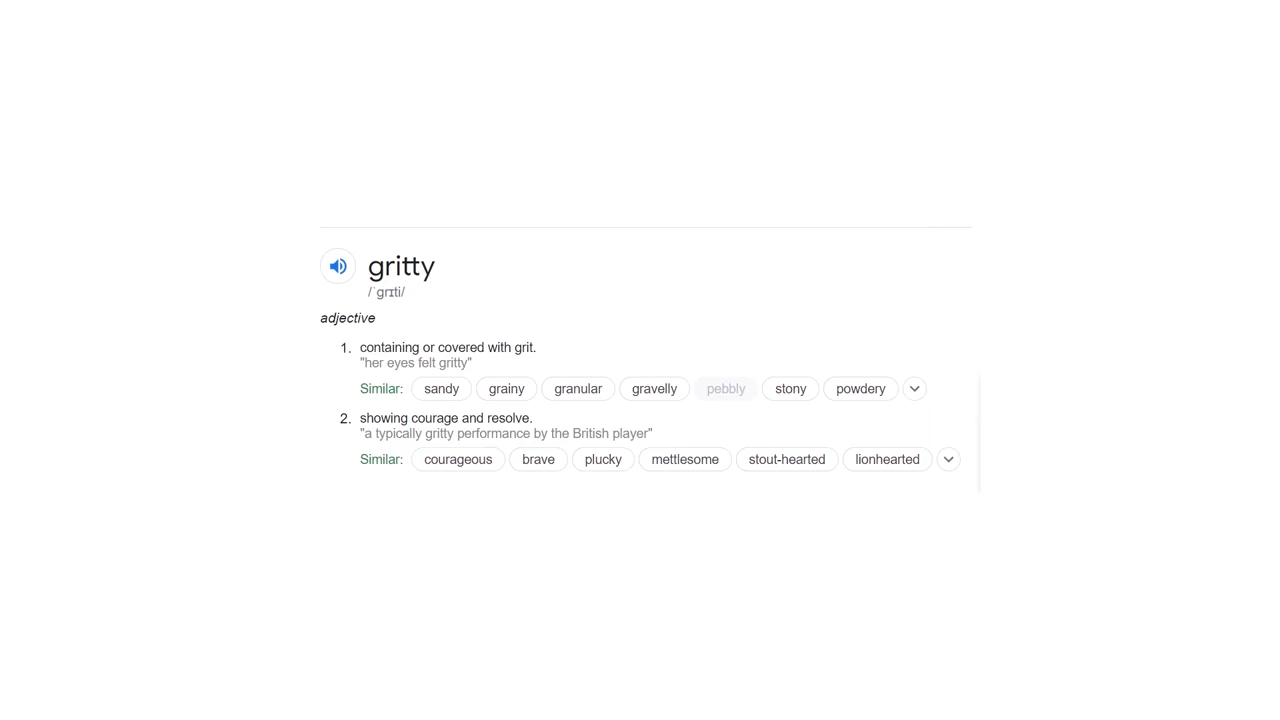 gritty
/ˈɡrɪti/
adjective
1. containing or covered with grit.
"her eyes felt gritty"
Similar: sandy grainy granular gravelly pebbly stony powdery
2. showing courage and resolve.
"a typically gritty performance by the British player"
Similar: courageous brave plucky mettlesome stout-hearted lionhearted